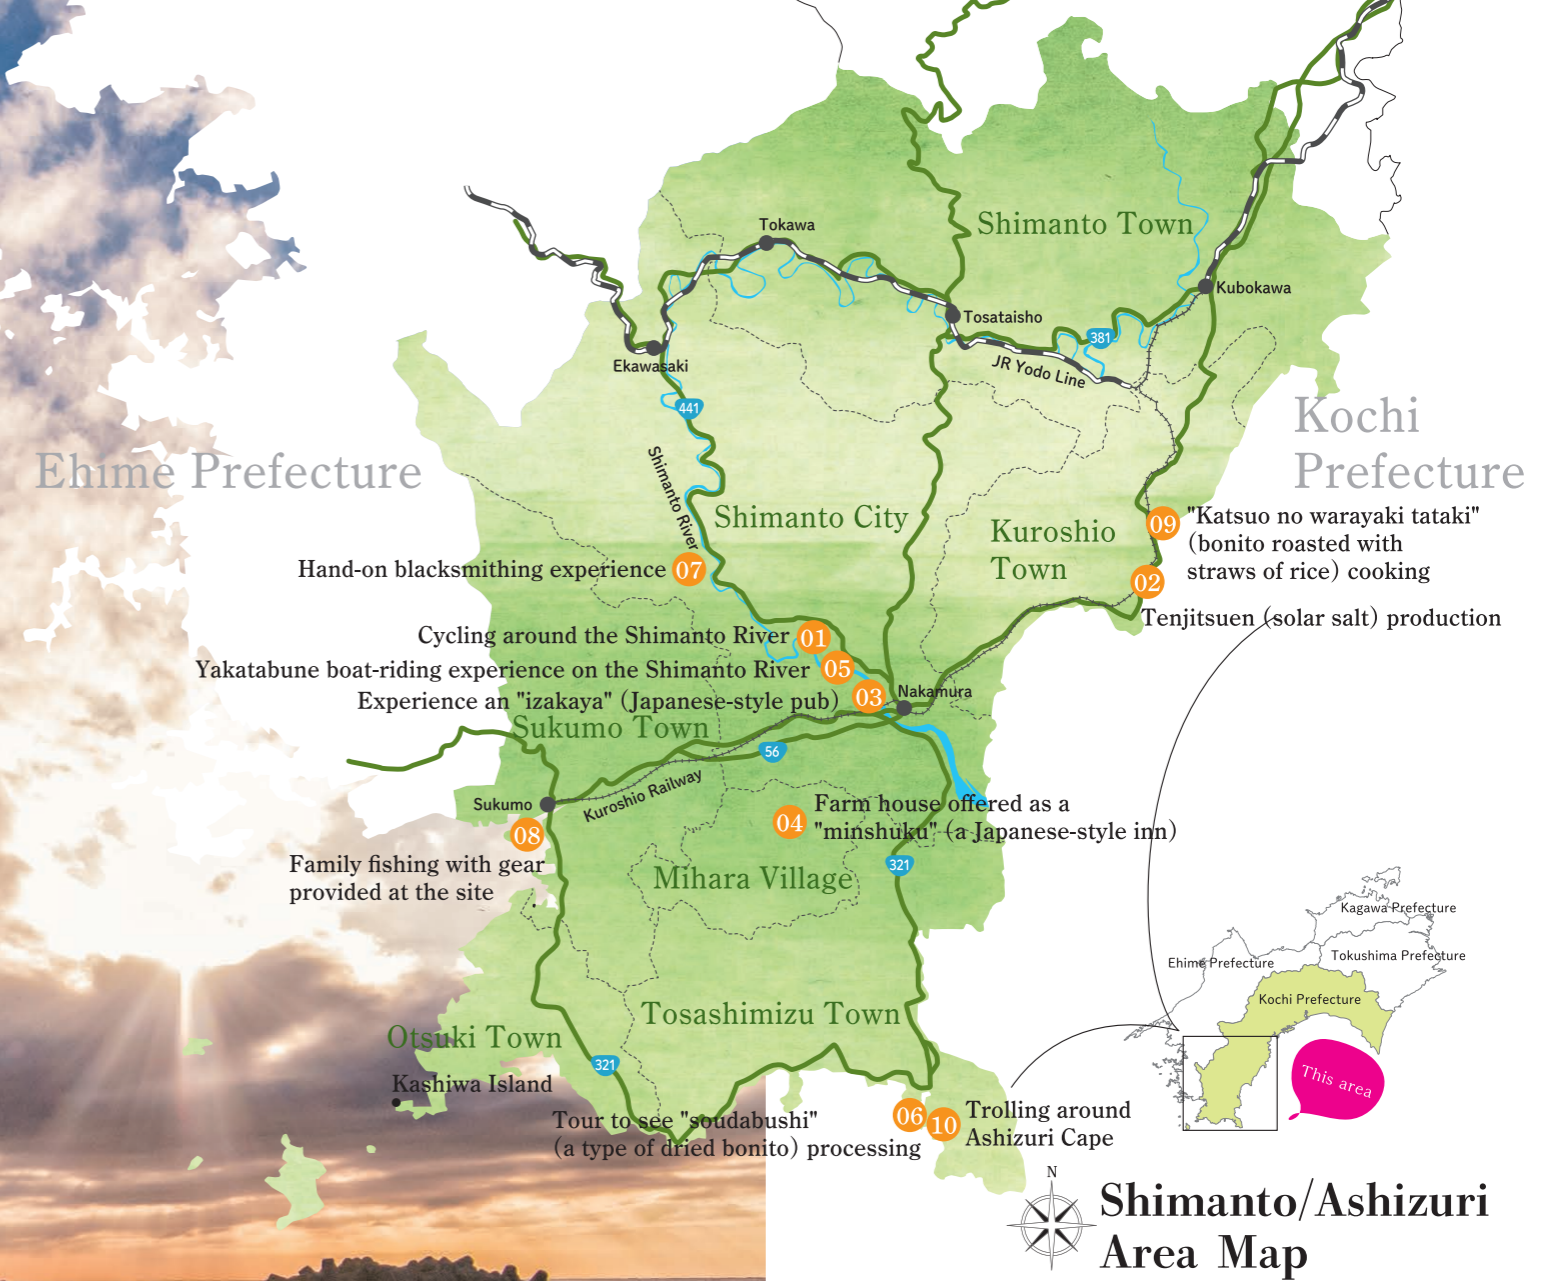 Tokawa
Shimanto Town
Kubokawa
Tosataisho
381
JR Yodo Line
Ekawasaki
441
Kochi
Prefecture
Ehime Prefecture
Shimanto River
Shimanto City
Kuroshio
Town
09 "Katsuo no warayaki tataki"
(bonito roasted with
straws of rice) cooking
Hand-on blacksmithing experience 07
02
Tenjitsuen (solar salt) production
Cycling around the Shimanto River 01
Yakatabune boat-riding experience on the Shimanto River 05
Experience an "izakaya" (Japanese-style pub) 03
Nakamura
Sukumo Town
56
Kuroshio Railway
Sukumo
08
Family fishing with gear
provided at the site
04 Farm house offered as a
"minshuku" (a Japanese-style inn)
321
Mihara Village
Kagawa Prefecture
Tokushima Prefecture
Ehime Prefecture
Kochi Prefecture
This area
Tosashimizu Town
Otsuki Town
321
Kashiwa Island
Tour to see "soudabushi"
(a type of dried bonito) processing
06
10 Trolling around
Ashizuri Cape
N
Shimanto/Ashizuri
Area Map